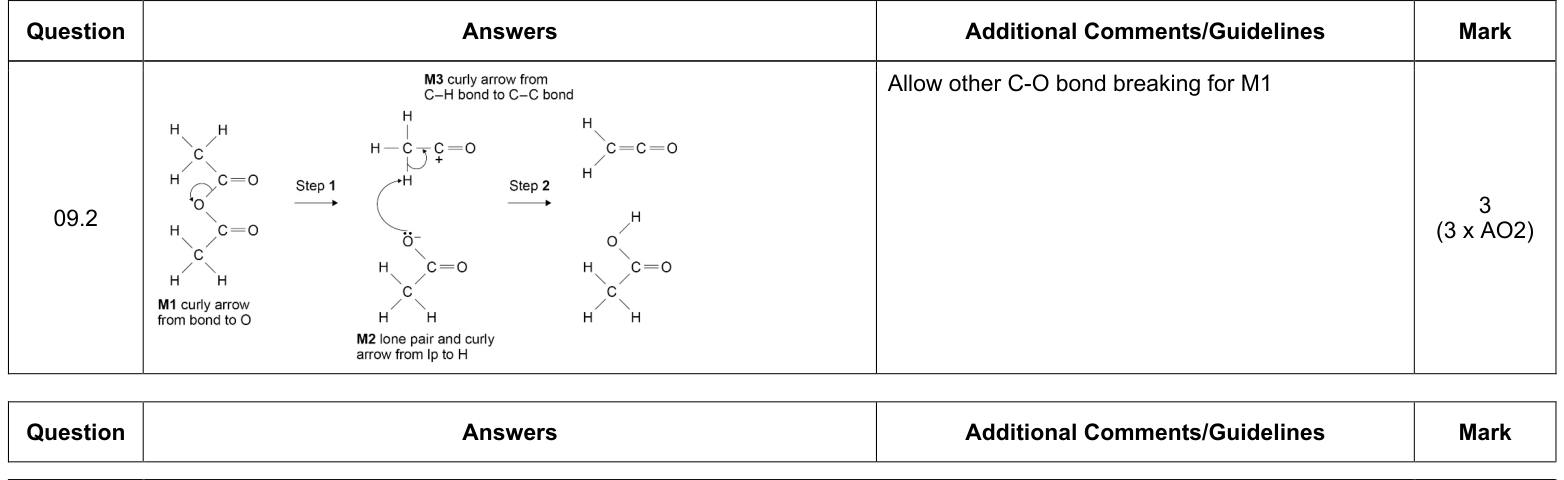 Question Answers Additional Comments/Guidelines Mark
09.2
M3 curly arrow from
C–H bond to C–C bond
H H
C
H C=O
O
H C=O
C
H H
M1 curly arrow
from bond to O
Step 1
H
H—C—C=O
+
H
:O–
H C=O
C
H H
M2 lone pair and curly
arrow from lp to H
Step 2
H
C=C=O
H
H
O
H C=O
C
H H
Allow other C-O bond breaking for M1
3
(3 x AO2)
Question Answers Additional Comments/Guidelines Mark